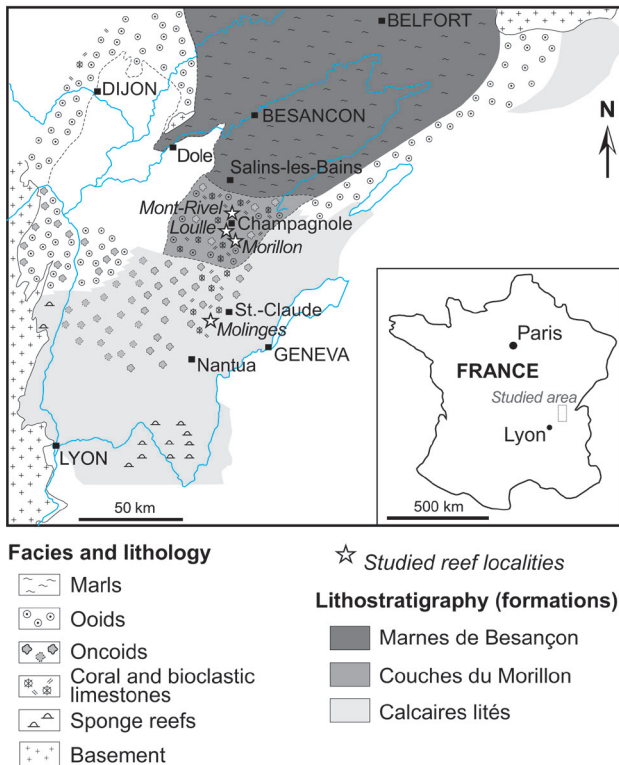 BELFORT
DIJON
BESANCON
N
Dole
Salins-les-Bains
Mont-Rivel
Champagnole
Loulle
Morillon
St.-Claude
Molinges
GENEVA
Nantua
LYON
50 km
Paris
FRANCE
Studied area
Lyon
500 km
Facies and lithology
Marls
Ooids
Oncoids
Coral and bioclastic
limestones
Sponge reefs
Basement
Studied reef localities
Lithostratigraphy (formations)
Marnes de Besançon
Couches du Morillon
Calcaires lités